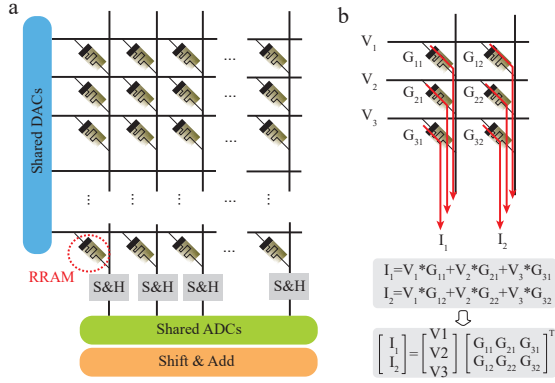 a
Shared DACs
...
...
...
...
RRAM
S&H S&H S&H S&H
Shared ADCs
Shift & Add
b
V1
G11 G12
V2
G21 G22
V3
G31 G32
I1 I2
I1=V1*G11+V2*G21+V3*G31
I2=V1*G12+V2*G22+V3*G32
[I1 I2] = [V1 V2 V3] [G11 G21 G31 G12 G22 G32]T